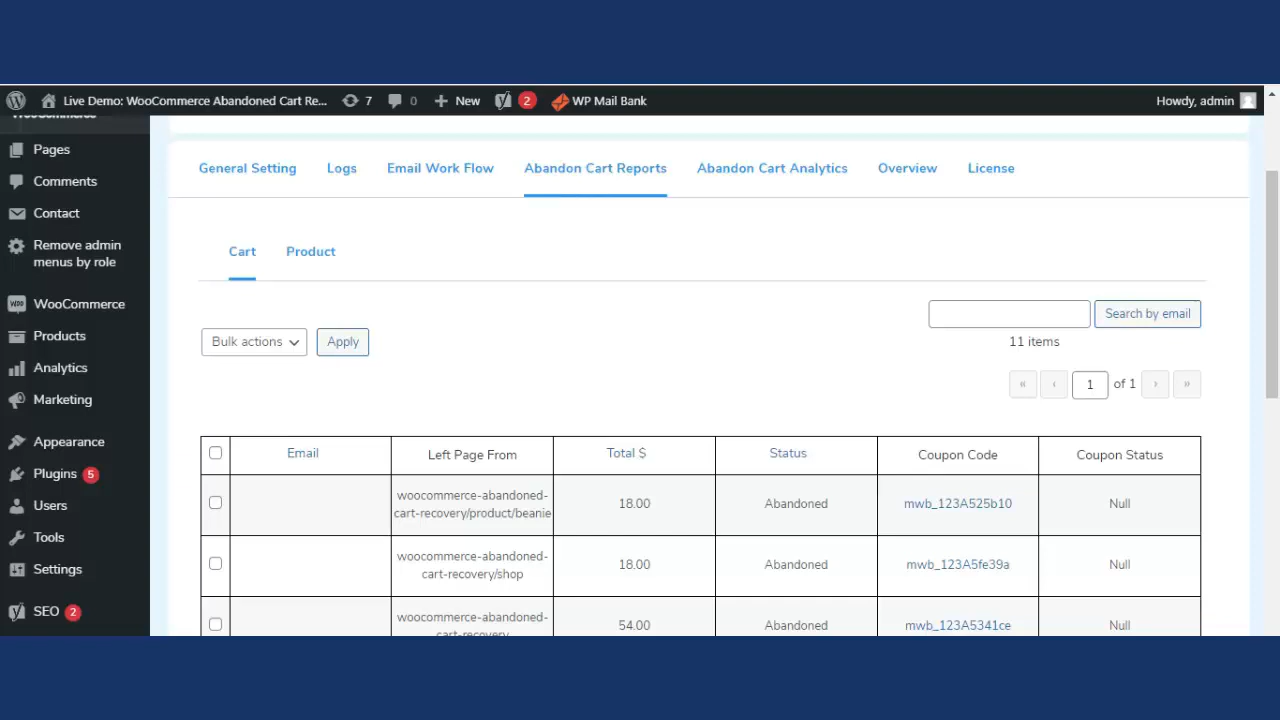 Live Demo: WooCommerce Abandoned Cart Re... 7 0 New 2 WP Mail Bank Howdy, admin
WooCommerce
Pages
Comments
Contact
Remove admin
menus by role
WooCommerce
Products
Analytics
Marketing
Appearance
Plugins 5
Users
Tools
Settings
SEO 2
General Setting Logs Email Work Flow Abandon Cart Reports Abandon Cart Analytics Overview License
Cart Product
Search by email
Bulk actions Apply 11 items
« ‹ 1 of 1 › »
Email Left Page From Total $ Status Coupon Code Coupon Status
woocommerce-abandoned-
cart-recovery/product/beanie 18.00 Abandoned mwb_123A525b10 Null
woocommerce-abandoned-
cart-recovery/shop 18.00 Abandoned mwb_123A5fe39a Null
woocommerce-abandoned-
cart-recovery 54.00 Abandoned mwb_123A5341ce Null